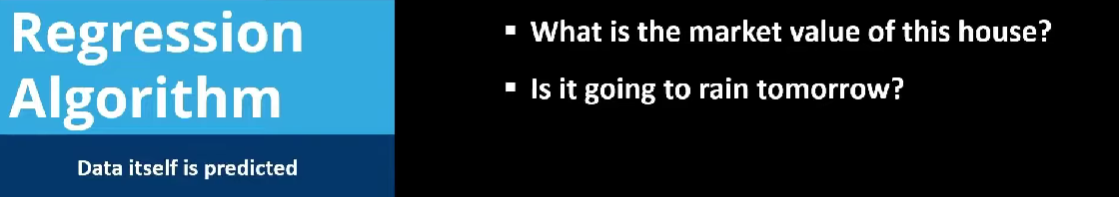 Regression
Algorithm
Data itself is predicted
▪ What is the market value of this house?
▪ Is it going to rain tomorrow?